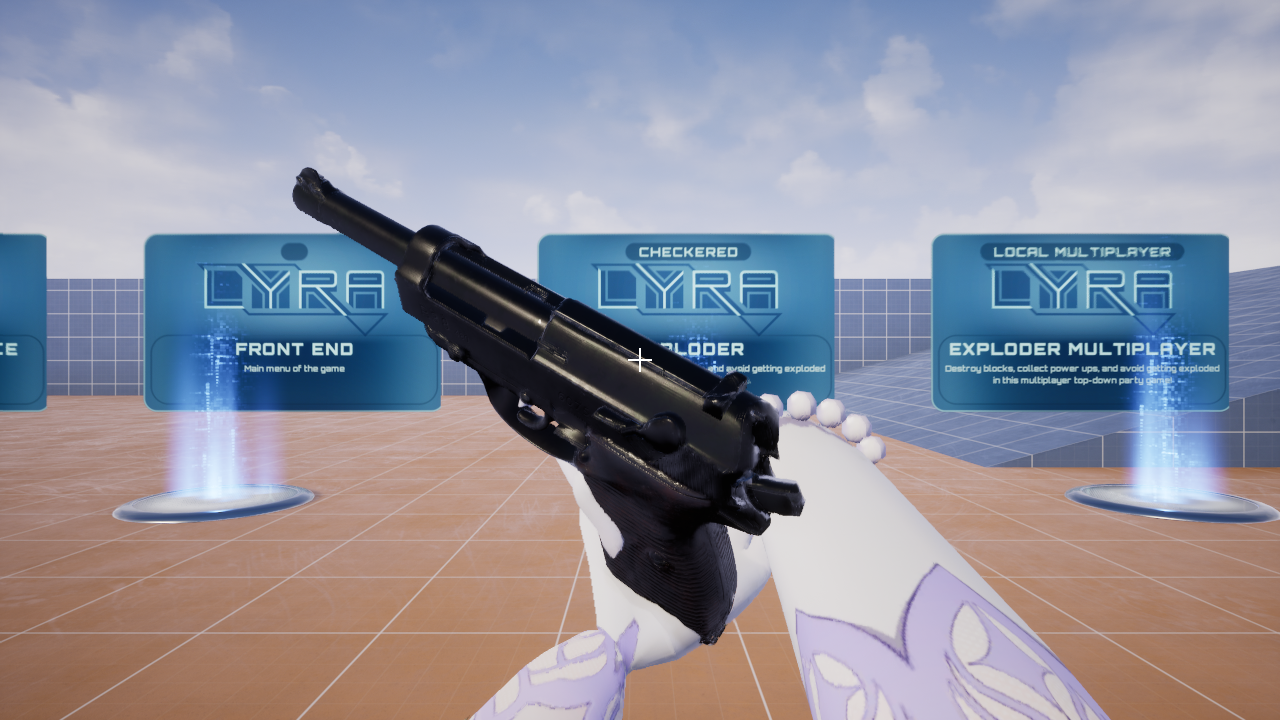 CE
LYRA
FRONT END
Main menu of the game
CHECKERED
LYRA
PLODER
and avoid getting exploded
LOCAL MULTIPLAYER
LYRA
EXPLODER MULTIPLAYER
Destroy blocks, collect power ups, and avoid getting exploded
in this multiplayer top-down party game!